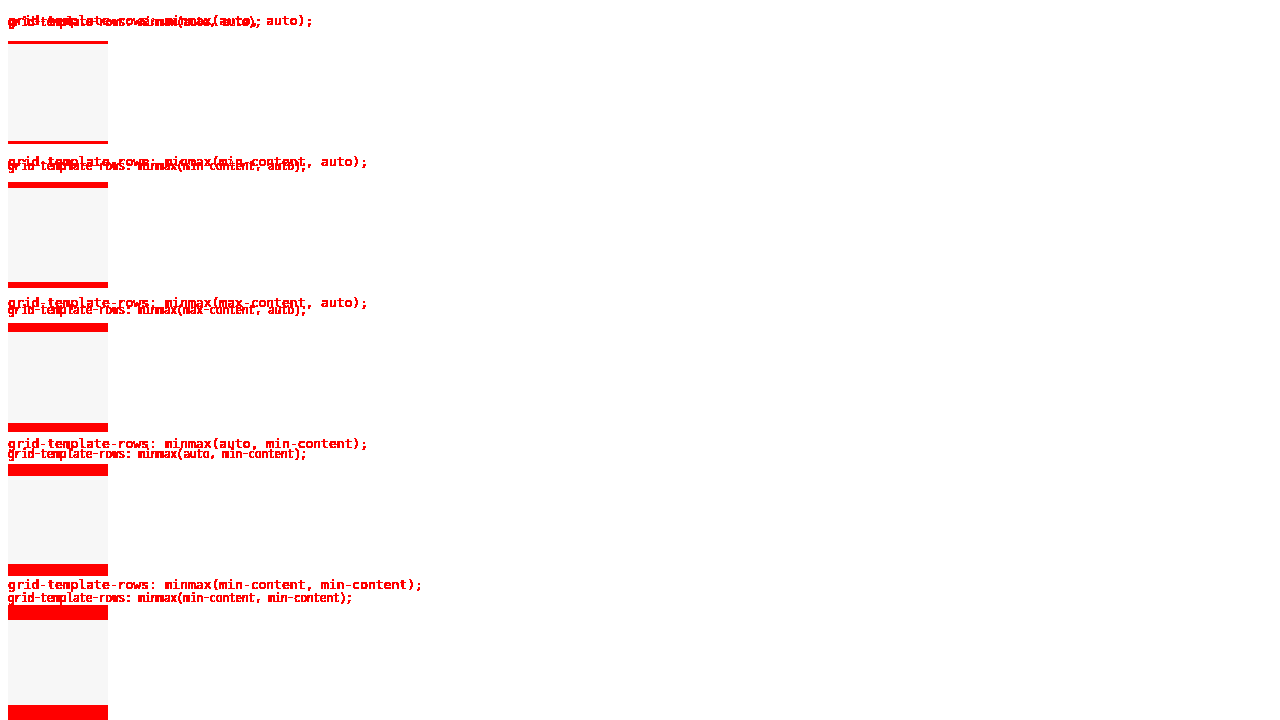 grid-template-rows: minmax(auto, auto);
grid-template-rows: minmax(auto, auto);
grid-template-rows: minmax(min-content, auto);
grid-template-rows: minmax(min-content, auto);
grid-template-rows: minmax(max-content, auto);
grid-template-rows: minmax(max-content, auto);
grid-template-rows: minmax(auto, min-content);
grid-template-rows: minmax(auto, min-content);
grid-template-rows: minmax(min-content, min-content);
grid-template-rows: minmax(min-content, min-content);